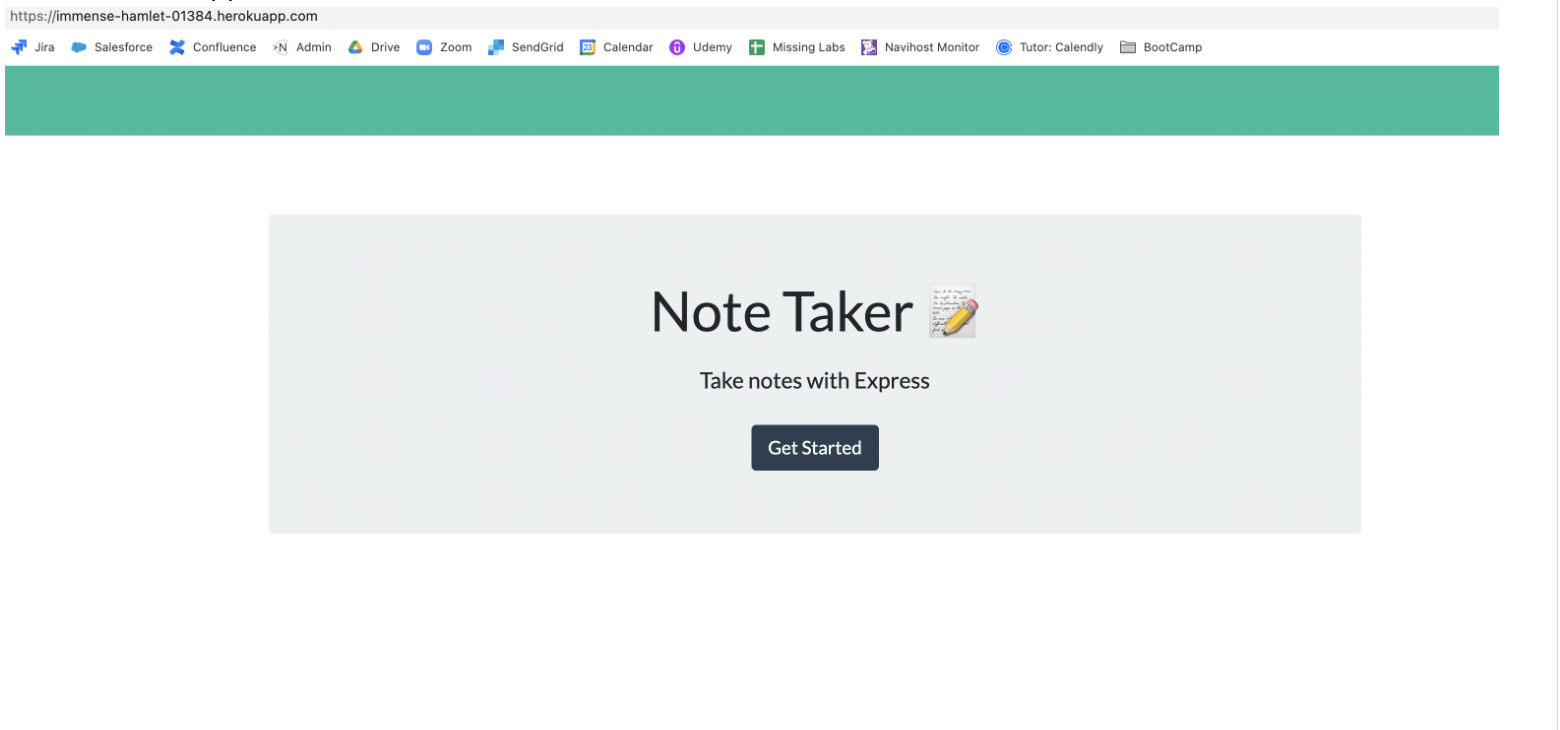 https://immense-hamlet-01384.herokuapp.com
Jira Salesforce Confluence Admin Drive Zoom SendGrid Calendar Udemy Missing Labs Navihost Monitor Tutor: Calendly BootCamp
Note Taker
Take notes with Express
Get Started